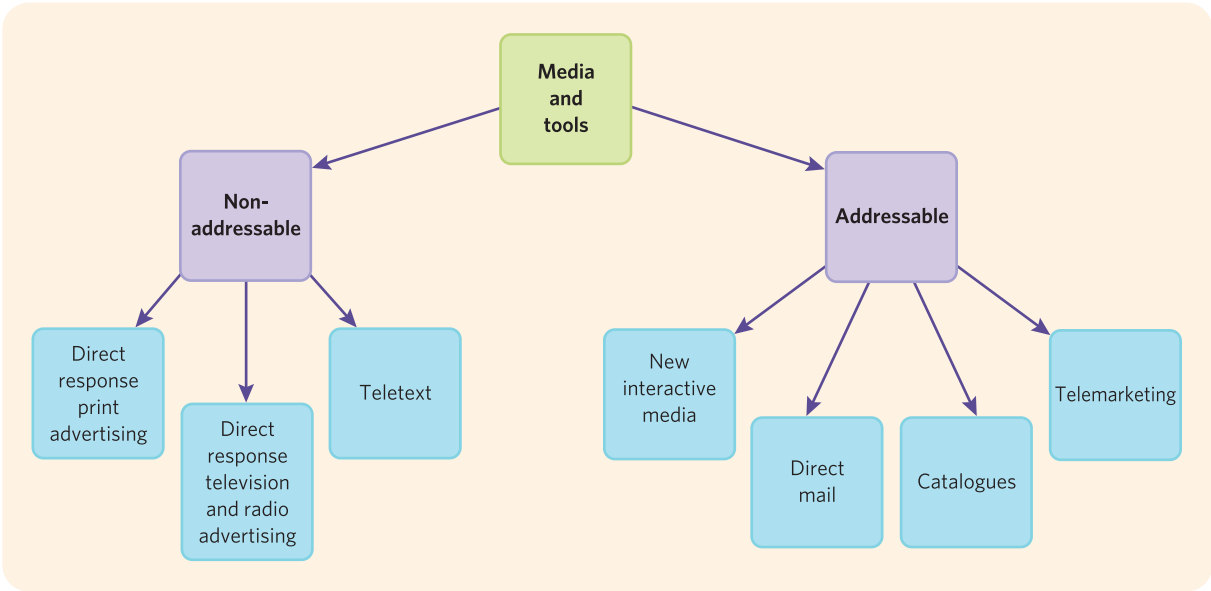 Media
and
tools
Non-
addressable
Addressable
Direct
response
print
advertising
Direct
response
television
and radio
advertising
Teletext
New
interactive
media
Direct
mail
Catalogues
Telemarketing